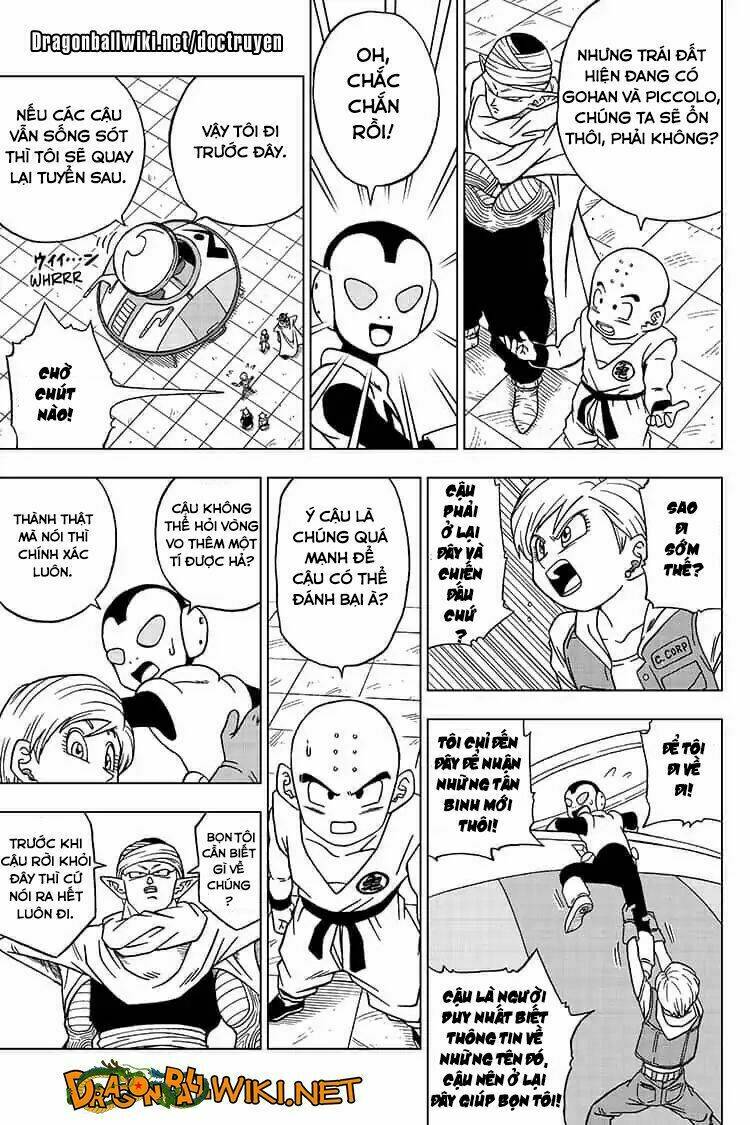 Dragonballwiki.net/doctruyen
NHƯNG TRÁI ĐẤT
HIỆN ĐANG CÓ
GOHAN VÀ PICCOLO,
CHÚNG TA SẼ ỔN
THÔI, PHẢI KHÔNG?
OH,
CHẮC
CHẮN
RỒI!
VẬY TÔI ĐI
TRƯỚC ĐÂY.
NẾU CÁC CẬU
VẪN SỐNG SÓT
THÌ TÔI SẼ QUAY
LẠI TUYỂN SAU.
ウィイ…ン
WHRRR
CHỜ
CHÚT
NÀO!
SAO
ĐI
SỚM
THẾ?
CẬU
PHẢI
Ở LẠI
ĐÂY VÀ
CHIẾN
ĐẤU
CHỨ
?
C.CORP
Ý CẬU LÀ
CHÚNG QUÁ
MẠNH ĐỂ
CẬU CÓ THỂ
ĐÁNH BẠI À?
CẬU KHÔNG
THỂ HỎI VÒNG
VO THÊM MỘT
TÍ ĐƯỢC HẢ?
THÀNH THẬT
MÀ NÓI THÌ
CHÍNH XÁC
LUÔN.
ĐỂ TÔI
ĐI VỀ
ĐI!
TÔI CHỈ ĐẾN
ĐÂY ĐỂ NHẬN
NHỮNG TÂN
BINH MỚI
THÔI!
CẬU LÀ NGƯỜI
DUY NHẤT BIẾT
THÔNG TIN VỀ
NHỮNG TÊN ĐÓ,
CẬU NÊN Ở LẠI
ĐÂY GIÚP BỌN TÔI!
BỌN TÔI
CẦN BIẾT
GÌ VỀ
CHÚNG
?
TRƯỚC KHI
CẬU RỜI KHỎI
ĐÂY THÌ CỨ
NÓI RA HẾT
LUÔN ĐI.
DRAGON BALL WIKI.NET